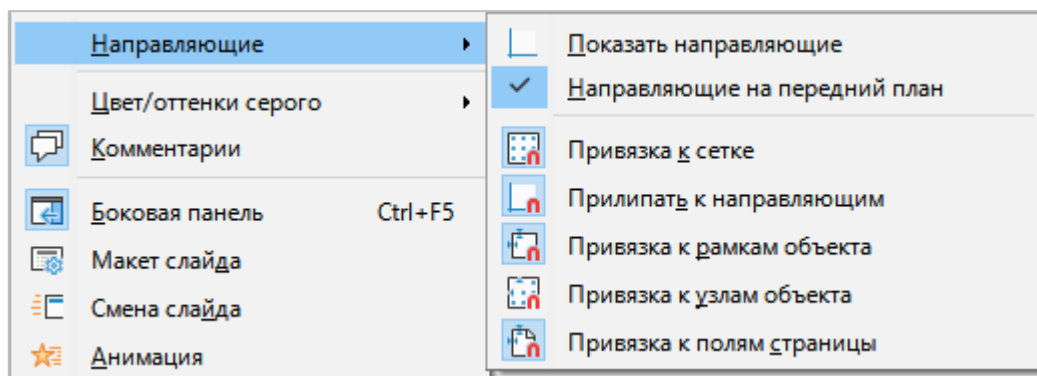 Направляющие
Цвет/оттенки серого
Комментарии
Боковая панель Ctrl+F5
Макет слайда
Смена слайда
Анимация
Показать направляющие
Направляющие на передний план
Привязка к сетке
Прилипать к направляющим
Привязка к рамкам объекта
Привязка к узлам объекта
Привязка к полям страницы